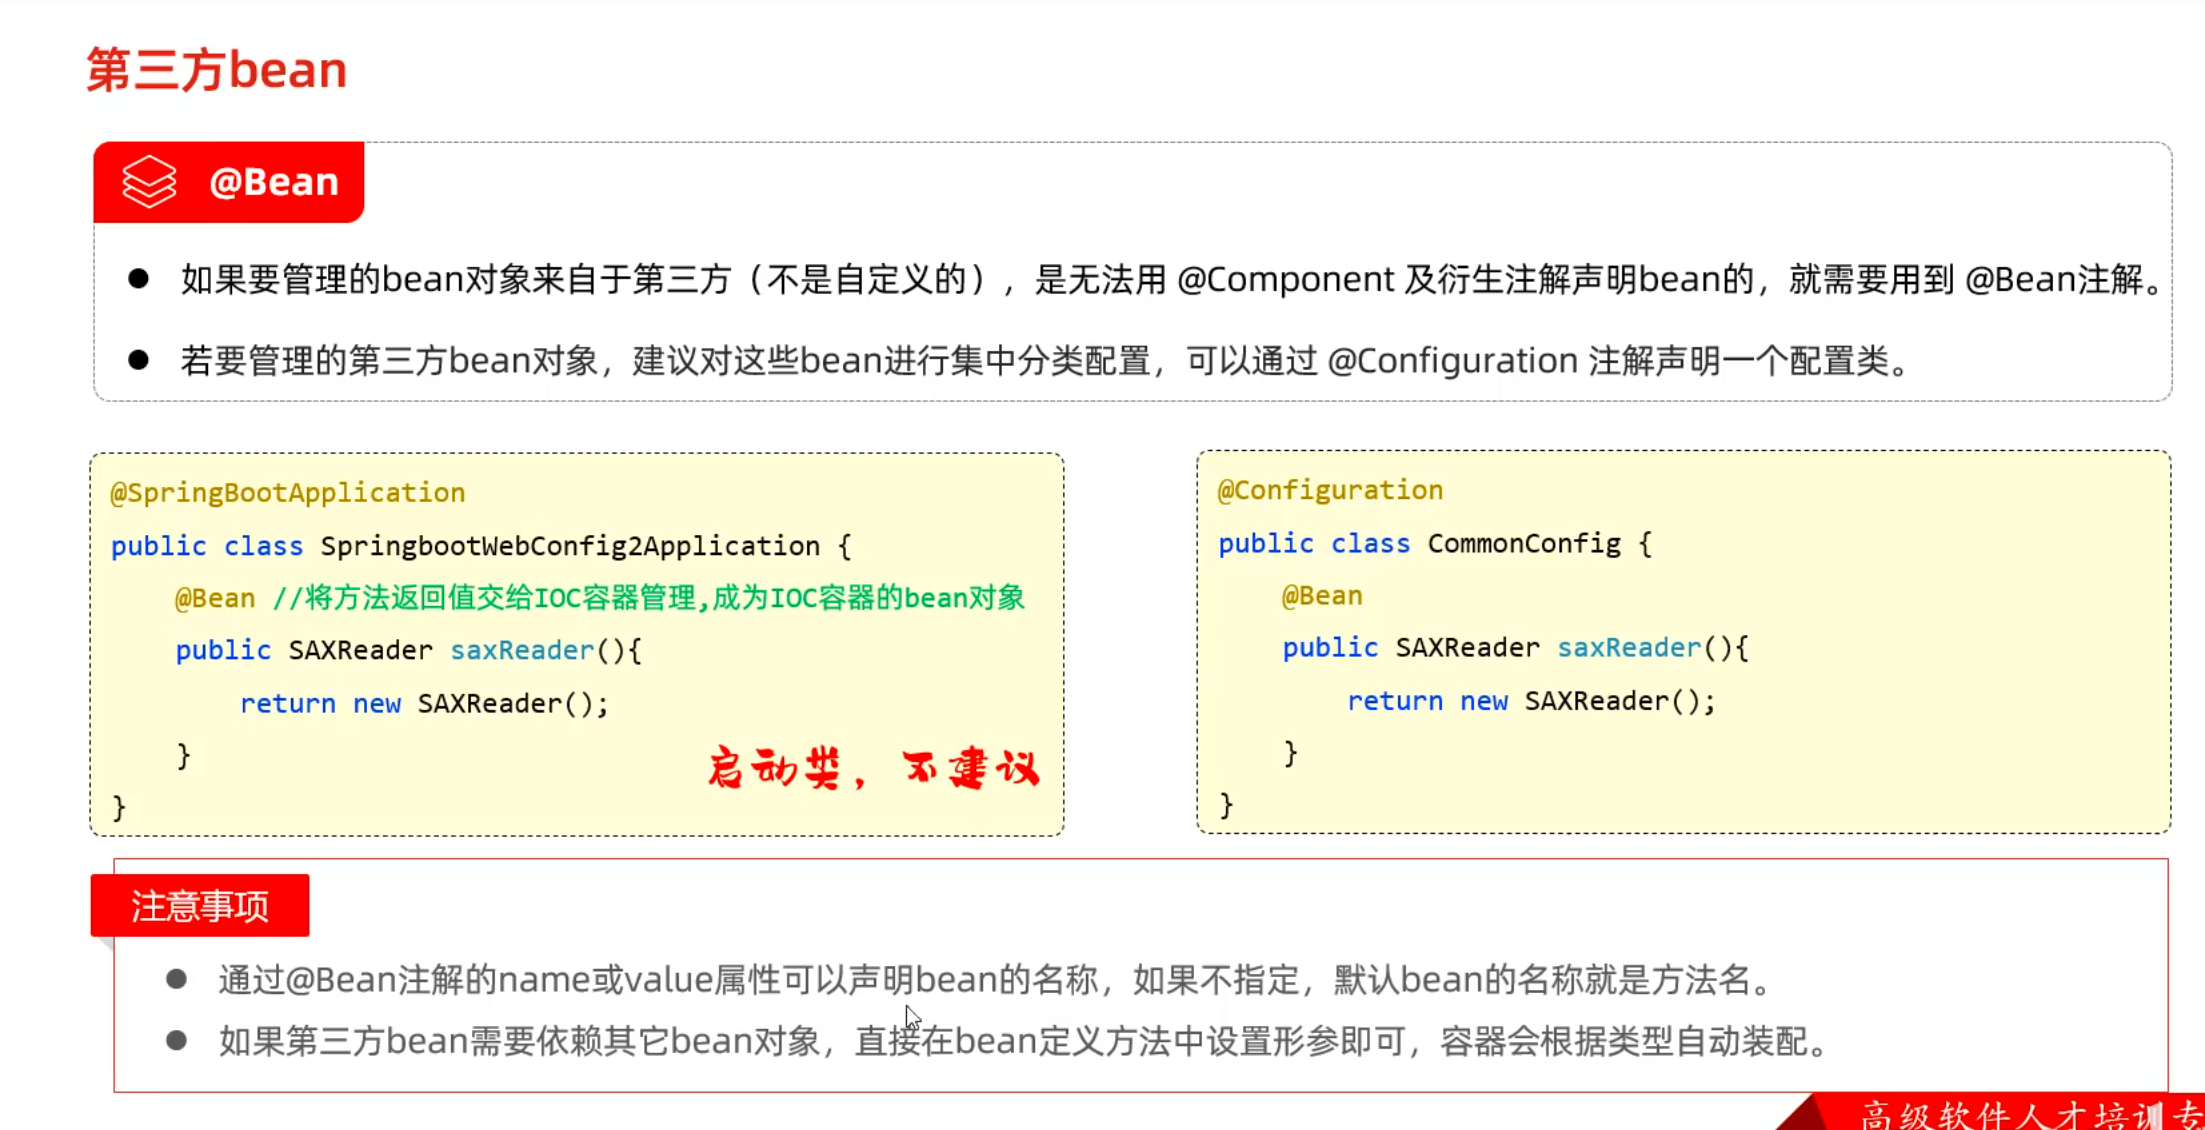 第三方bean
@Bean
● 如果要管理的bean对象来自于第三方（不是自定义的），是无法用 @Component 及衍生注解声明bean的，就需要用到 @Bean注解。
● 若要管理的第三方bean对象，建议对这些bean进行集中分类配置，可以通过 @Configuration 注解声明一个配置类。
@SpringBootApplication
public class SpringbootWebConfig2Application {
@Bean //将方法返回值交给IOC容器管理,成为IOC容器的bean对象
public SAXReader saxReader(){
return new SAXReader();
}
启动类，不建议
}
@Configuration
public class CommonConfig {
@Bean
public SAXReader saxReader(){
return new SAXReader();
}
}
注意事项
● 通过@Bean注解的name或value属性可以声明bean的名称，如果不指定，默认bean的名称就是方法名。
● 如果第三方bean需要依赖其它bean对象，直接在bean定义方法中设置形参即可，容器会根据类型自动装配。
高级软件人才培训专